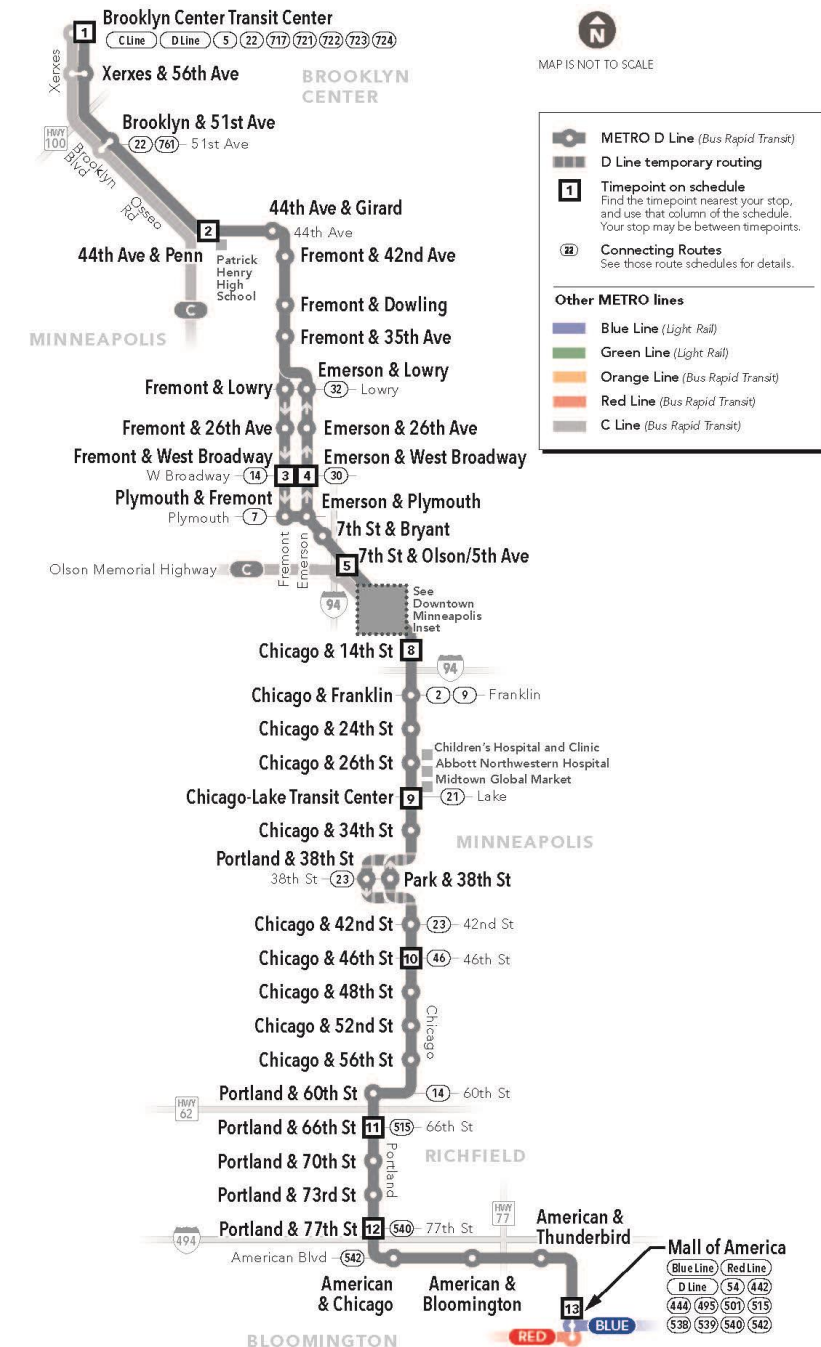 Brooklyn Center Transit Center
1
C Line D Line 5 22 717 721 722 723 724
N
MAP IS NOT TO SCALE
Xerxes
Xerxes & 56th Ave
BROOKLYN
CENTER
HWY
100
Brooklyn & 51st Ave
22 761 51st Ave
Brooklyn
Blvd
Osseo
Rd
METRO D Line (Bus Rapid Transit)
D Line temporary routing
1
Timepoint on schedule
Find the timepoint nearest your stop,
and use that column of the schedule.
Your stop may be between timepoints.
22
Connecting Routes
See those route schedules for details.
Other METRO lines
Blue Line (Light Rail)
Green Line (Light Rail)
Orange Line (Bus Rapid Transit)
Red Line (Bus Rapid Transit)
C Line (Bus Rapid Transit)
44th Ave & Girard
2
44th Ave
44th Ave & Penn
Patrick
Henry
High
School
Fremont & 42nd Ave
C
Fremont & Dowling
MINNEAPOLIS
Fremont & 35th Ave
Emerson & Lowry
Fremont & Lowry
32 Lowry
Fremont & 26th Ave
Emerson & 26th Ave
Fremont & West Broadway
Emerson & West Broadway
W Broadway 14 3 4 30
Plymouth & Fremont
Emerson & Plymouth
Plymouth 7
7th St & Bryant
Fremont
Emerson
7th St & Olson/5th Ave
5
Olson Memorial Highway C
94
See
Downtown
Minneapolis
Inset
Chicago & 14th St 8
94
Chicago & Franklin 2 9 Franklin
Chicago & 24th St
Children's Hospital and Clinic
Chicago & 26th St
Abbott Northwestern Hospital
Midtown Global Market
Chicago-Lake Transit Center 9 21 Lake
Chicago & 34th St
MINNEAPOLIS
Portland & 38th St
38th St 23
Park & 38th St
Chicago & 42nd St 23 42nd St
Chicago & 46th St 10 46 46th St
Chicago & 48th St
Chicago
Chicago & 52nd St
Chicago & 56th St
Portland & 60th St 14 60th St
HWY
62
Portland & 66th St 11 515 66th St
RICHFIELD
Portland
Portland & 70th St
Portland & 73rd St
HWY
77
Portland & 77th St 12 540 77th St
494
American &
Thunderbird
American Blvd 542
American
& Chicago
American &
Bloomington
Mall of America
Blue Line Red Line
D Line 54 442
444 495 501 515
538 539 540 542
13
BLUE
RED
BLOOMINGTON